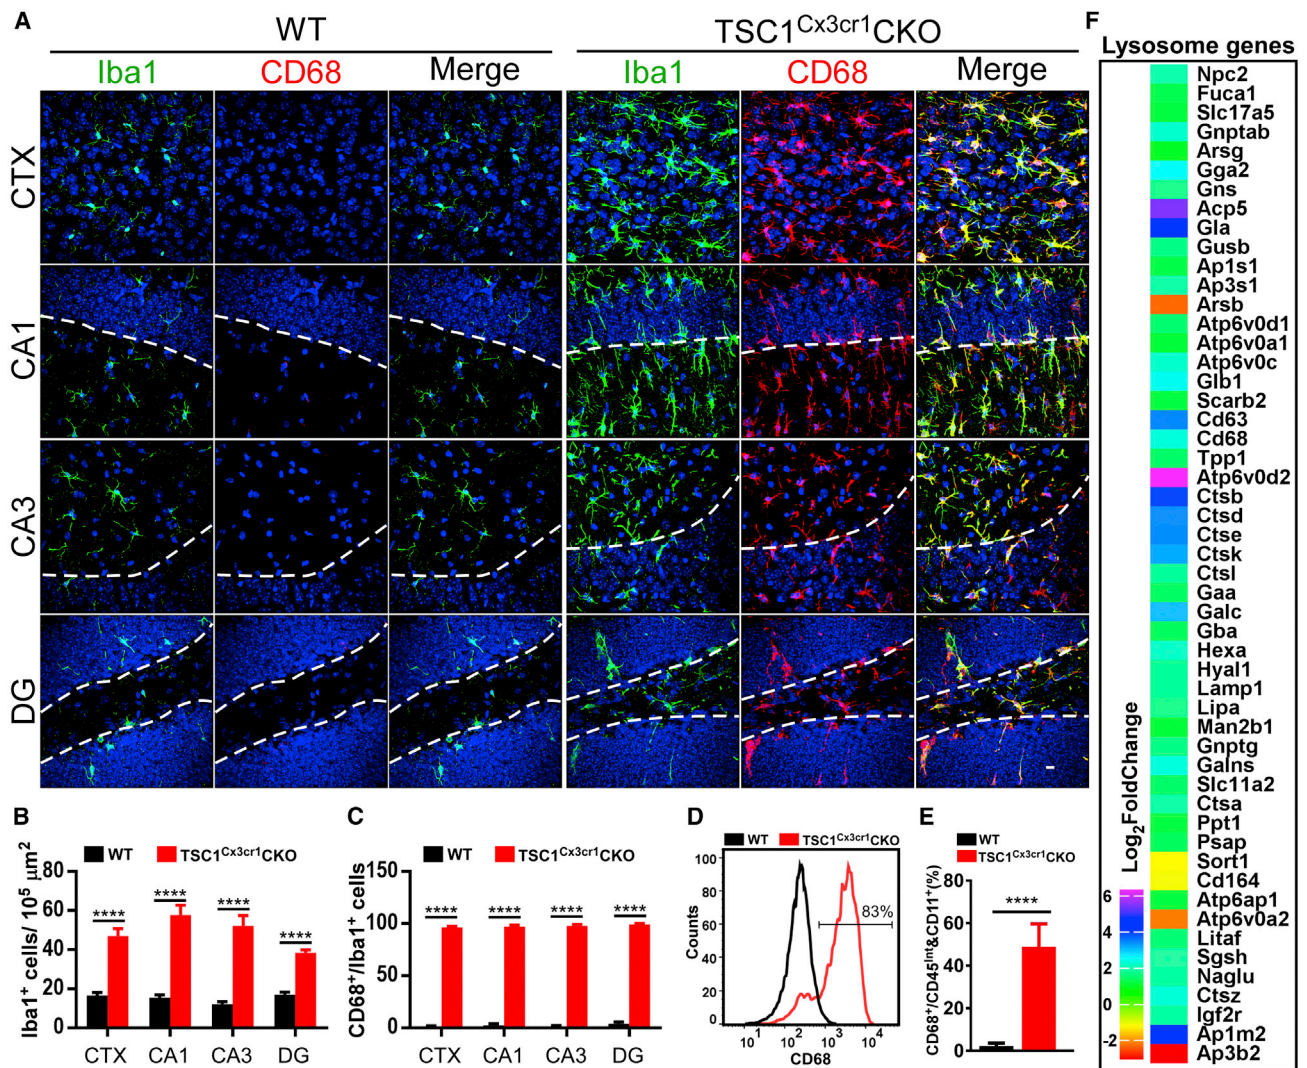 A
WT
TSC1Cx3cr1CKO
Iba1 CD68 Merge Iba1 CD68 Merge
CTX
CA1
CA3
DG
B
WT TSC1Cx3cr1CKO
Iba1+ cells/ 10^5 μm2
80
60
40
20
0
**** **** **** ****
CTX CA1 CA3 DG
C
WT TSC1Cx3cr1CKO
CD68+/Iba1+ cells
150
100
50
0
**** **** **** ****
CTX CA1 CA3 DG
D
WT TSC1Cx3cr1CKO
Counts
100
80
60
40
20
0
83%
10^1 10^2 10^3 10^4
CD68
E
WT
TSC1Cx3cr1CKO
CD68+/CD45Int&CD11+(%)
80
60
40
20
0
****
F
Lysosome genes
Npc2
Fuca1
Slc17a5
Gnptab
Arsg
Gga2
Gns
Acp5
Gla
Gusb
Ap1s1
Ap3s1
Arsb
Atp6v0d1
Atp6v0a1
Atp6v0c
Glb1
Scarb2
Cd63
Cd68
Tpp1
Atp6v0d2
Ctsb
Ctsd
Ctse
Ctsk
Ctsl
Gaa
Galc
Gba
Hexa
Hyal1
Lamp1
Lipa
Man2b1
Gnptg
Galns
Slc11a2
Ctsa
Ppt1
Psap
Sort1
Cd164
Atp6ap1
Atp6v0a2
Litaf
Sgsh
Naglu
Ctsz
Igf2r
Ap1m2
Ap3b2
Log2FoldChange
6
4
2
0
-2